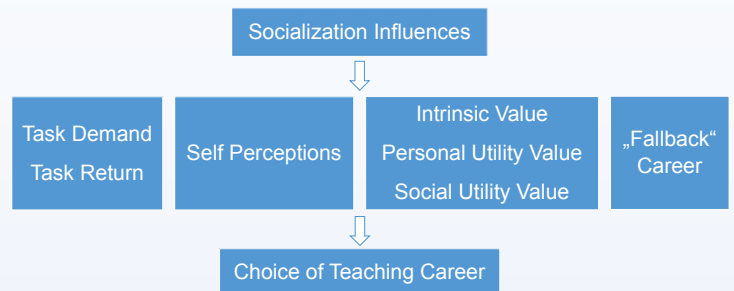 Socialization Influences
Task Demand
Task Return
Self Perceptions
Intrinsic Value
Personal Utility Value
Social Utility Value
„Fallback“
Career
Choice of Teaching Career